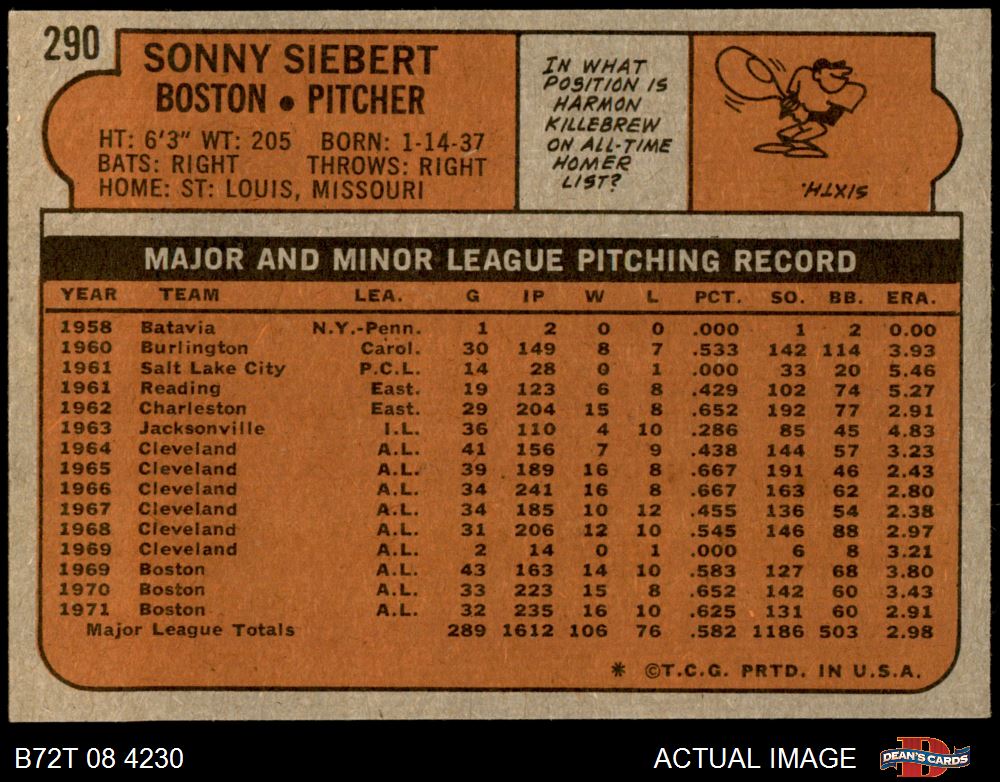 290
SONNY SIEBERT
BOSTON • PITCHER
HT: 6'3" WT: 205 BORN: 1-14-37
BATS: RIGHT THROWS: RIGHT
HOME: ST. LOUIS, MISSOURI
IN WHAT
POSITION IS
HARMON
KILLEBREW
ON ALL-TIME
HOMER
LIST?
SIXTH.
MAJOR AND MINOR LEAGUE PITCHING RECORD
YEAR TEAM LEA. G IP W L PCT. SO. BB. ERA.
1958 Batavia N.Y.-Penn. 1 2 0 0 .000 1 2 0.00
1960 Burlington Carol. 30 149 8 7 .533 142 114 3.93
1961 Salt Lake City P.C.L. 14 28 0 1 .000 33 20 5.46
1961 Reading East. 19 123 6 8 .429 102 74 5.27
1962 Charleston East. 29 204 15 8 .652 192 77 2.91
1963 Jacksonville I.L. 36 110 4 10 .286 85 45 4.83
1964 Cleveland A.L. 41 156 7 9 .438 144 57 3.23
1965 Cleveland A.L. 39 189 16 8 .667 191 46 2.43
1966 Cleveland A.L. 34 241 16 8 .667 163 62 2.80
1967 Cleveland A.L. 34 185 10 12 .455 136 54 2.38
1968 Cleveland A.L. 31 206 12 10 .545 146 88 2.97
1969 Cleveland A.L. 2 14 0 1 .000 6 8 3.21
1969 Boston A.L. 43 163 14 10 .583 127 68 3.80
1970 Boston A.L. 33 223 15 8 .652 142 60 3.43
1971 Boston A.L. 32 235 16 10 .625 131 60 2.91
Major League Totals 289 1612 106 76 .582 1186 503 2.98
* ©T.C.G. PRTD. IN U.S.A.
B72T 08 4230 ACTUAL IMAGE DEAN'S CARDS